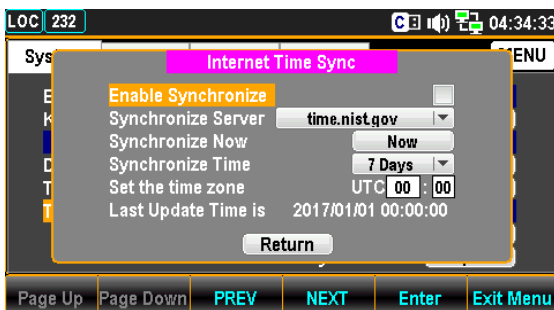 LOC 232 C 04:34:33
Sys MENU
Internet Time Sync
Enable Synchronize
Synchronize Server time.nist.gov
Synchronize Now Now
Synchronize Time 7 Days
Set the time zone UTC 00 : 00
Last Update Time is 2017/01/01 00:00:00
Return
Page Up Page Down PREV NEXT Enter Exit Menu